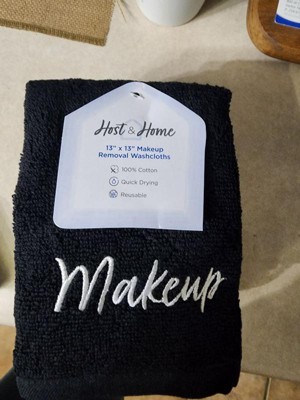 Host & Home
13" x 13" Makeup
Removal Washcloths
100% Cotton
Quick Drying
Reusable
Makeup